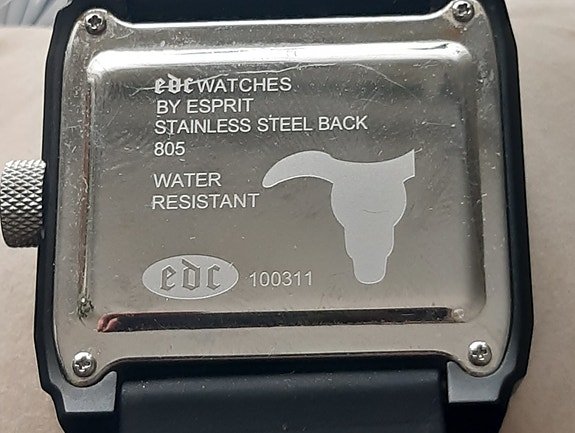 edc WATCHES
BY ESPRIT
STAINLESS STEEL BACK
805
WATER
RESISTANT
edc 100311